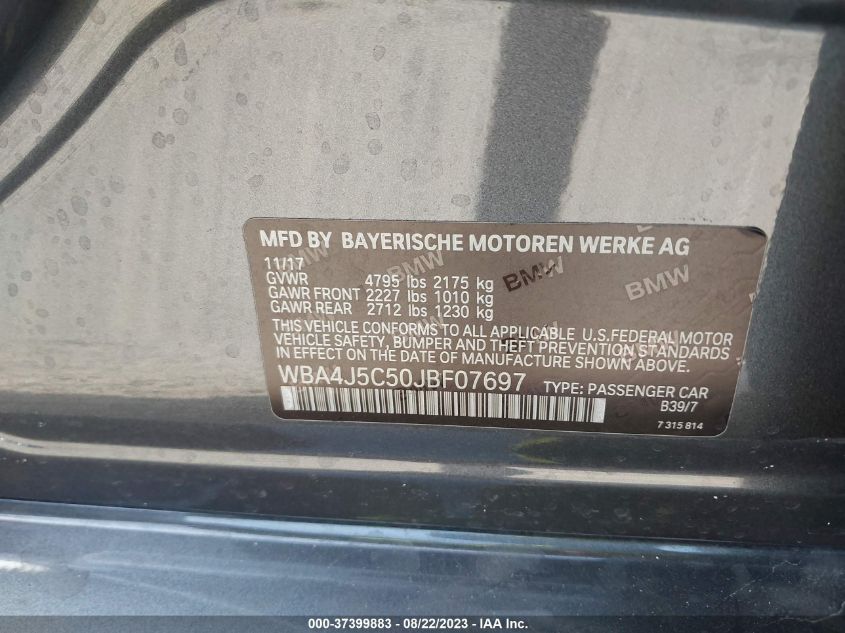 MFD BY BAYERISCHE MOTOREN WERKE AG
11/17
GVWR 4795 lbs 2175 kg
GAWR FRONT 2227 lbs 1010 kg
GAWR REAR 2712 lbs 1230 kg
BMW BMW BMW
THIS VEHICLE CONFORMS TO ALL APPLICABLE U.S.FEDERAL MOTOR
VEHICLE SAFETY, BUMPER, AND THEFT PREVENTION STANDARDS
IN EFFECT ON THE DATE OF MANUFACTURE SHOWN ABOVE.
WBA4J5C50JBF07697 TYPE: PASSENGER CAR
B39/7
7 315 814
000-37399883 - 08/22/2023 - WWW.IAAI.COM